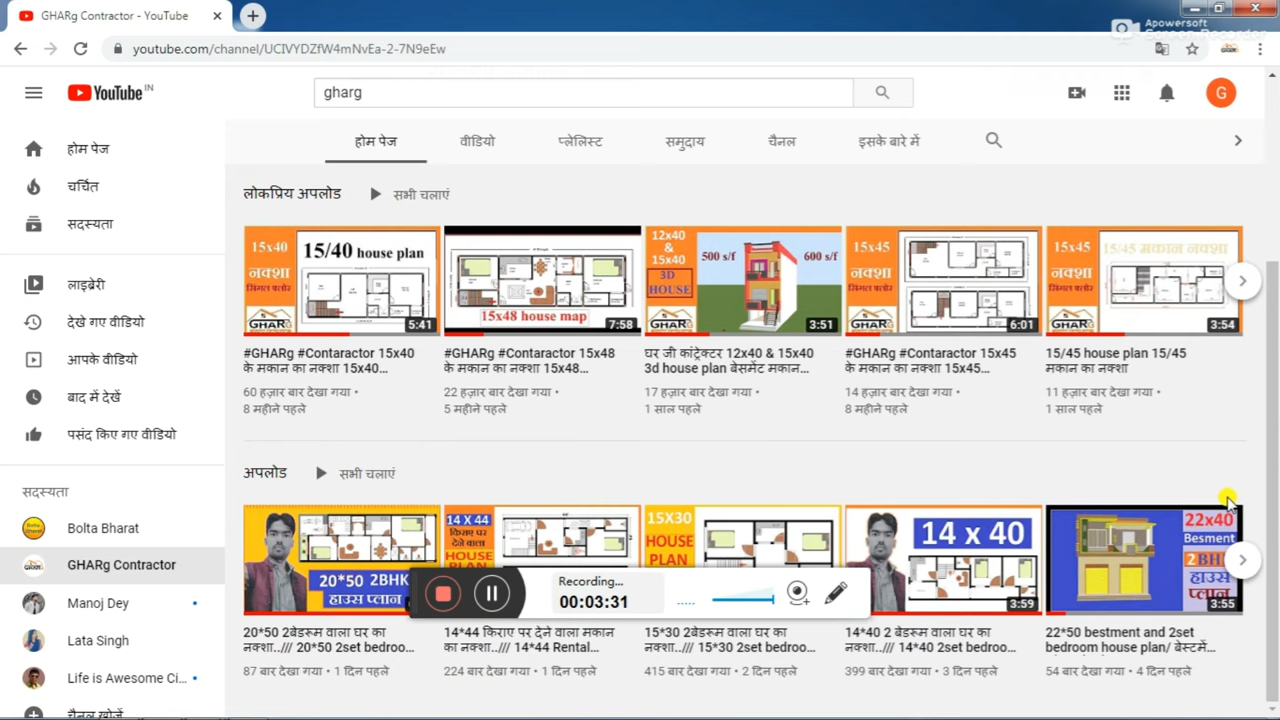 GHARg Contractor - YouTube
Apowersoft
Screen Recorder
youtube.com/channel/UCIVYDZfW4mNvEa-2-7N9eEw
YouTube IN
gharg
G
होम पेज
वीडियो
प्लेलिस्ट
समुदाय
चैनल
इसके बारे में
होम पेज
चर्चित
सदस्यता
लाइब्रेरी
देखे गए वीडियो
आपके वीडियो
बाद में देखें
पसंद किए गए वीडियो
सदस्यता
Bolta Bharat
GHARg Contractor
Manoj Dey
Lata Singh
Life is Awesome Ci...
चैनल खोजें
लोकप्रिय अपलोड
सभी चलाएं
15x40
नक्शा
सिंगल फ्लोर
GHARg
15/40 house plan
5:41
#GHARg #Contaractor 15x40
के मकान का नक्शा 15x40...
60 हज़ार बार देखा गया •
8 महीने पहले
15x48 house map
7:58
#GHARg #Contaractor 15x48
के मकान का नक्शा 15x48...
22 हज़ार बार देखा गया •
5 महीने पहले
12x40
&
15x40
3D
HOUSE
GHARg
500 s/f
600 s/f
3:51
घर जी कांट्रेक्टर 12x40 & 15x40
3d house plan बेसमेंट मकान...
17 हज़ार बार देखा गया •
1 साल पहले
15x45
नक्शा
सिंगल फ्लोर
GHARg
6:01
#GHARg #Contaractor 15x45
के मकान का नक्शा 15x45...
14 हज़ार बार देखा गया •
8 महीने पहले
15x45
नक्शा
सिंगल फ्लोर
GHARg
15/45 मकान नक्शा
3:54
15/45 house plan 15/45
मकान का नक्शा
11 हज़ार बार देखा गया •
1 साल पहले
अपलोड
सभी चलाएं
20*50 2BHK
हाउस प्लान
20*50 2बेडरूम वाला घर का
नक्शा..// 20*50 2set bedroo...
87 बार देखा गया • 1 दिन पहले
14 X 44
किराए पर
देने वाला
HOUSE
PLAN
14*44 किराए पर देने वाला मकान
का नक्शा..// 14*44 Rental...
224 बार देखा गया • 1 दिन पहले
15X30
HOUSE
PLAN
15*30 2बेडरूम वाला घर का
नक्शा..// 15*30 2set bedroo...
415 बार देखा गया • 2 दिन पहले
14 x 40
3:59
14*40 2 बेडरूम वाला घर का
नक्शा..// 14*40 2set bedroo...
399 बार देखा गया • 3 दिन पहले
22x40
Besment
2BHK
हाउस
प्लान
3:55
22*50 bestment and 2set
bedroom house plan/ बेस्टमें...
54 बार देखा गया • 4 दिन पहले
Recording...
00:03:31